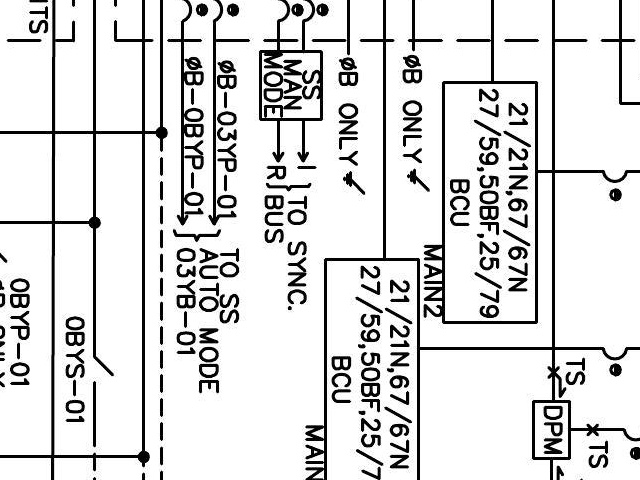 ØB ONLY
ØB ONLY
21/21N,67/67N
27/59,50BF,25/79
BCU
MAIN2
21/21N,67/67N
27/59,50BF,25/7
BCU
MAIN
TS
DPM
TS
SS
MAN
MODE
I
R
TO SYNC.
BUS
ØB-03YP-01
ØB-0BYP-01
TO SS
AUTO MODE
03YB-01
0BYS-01
0BYP-01
ONLY